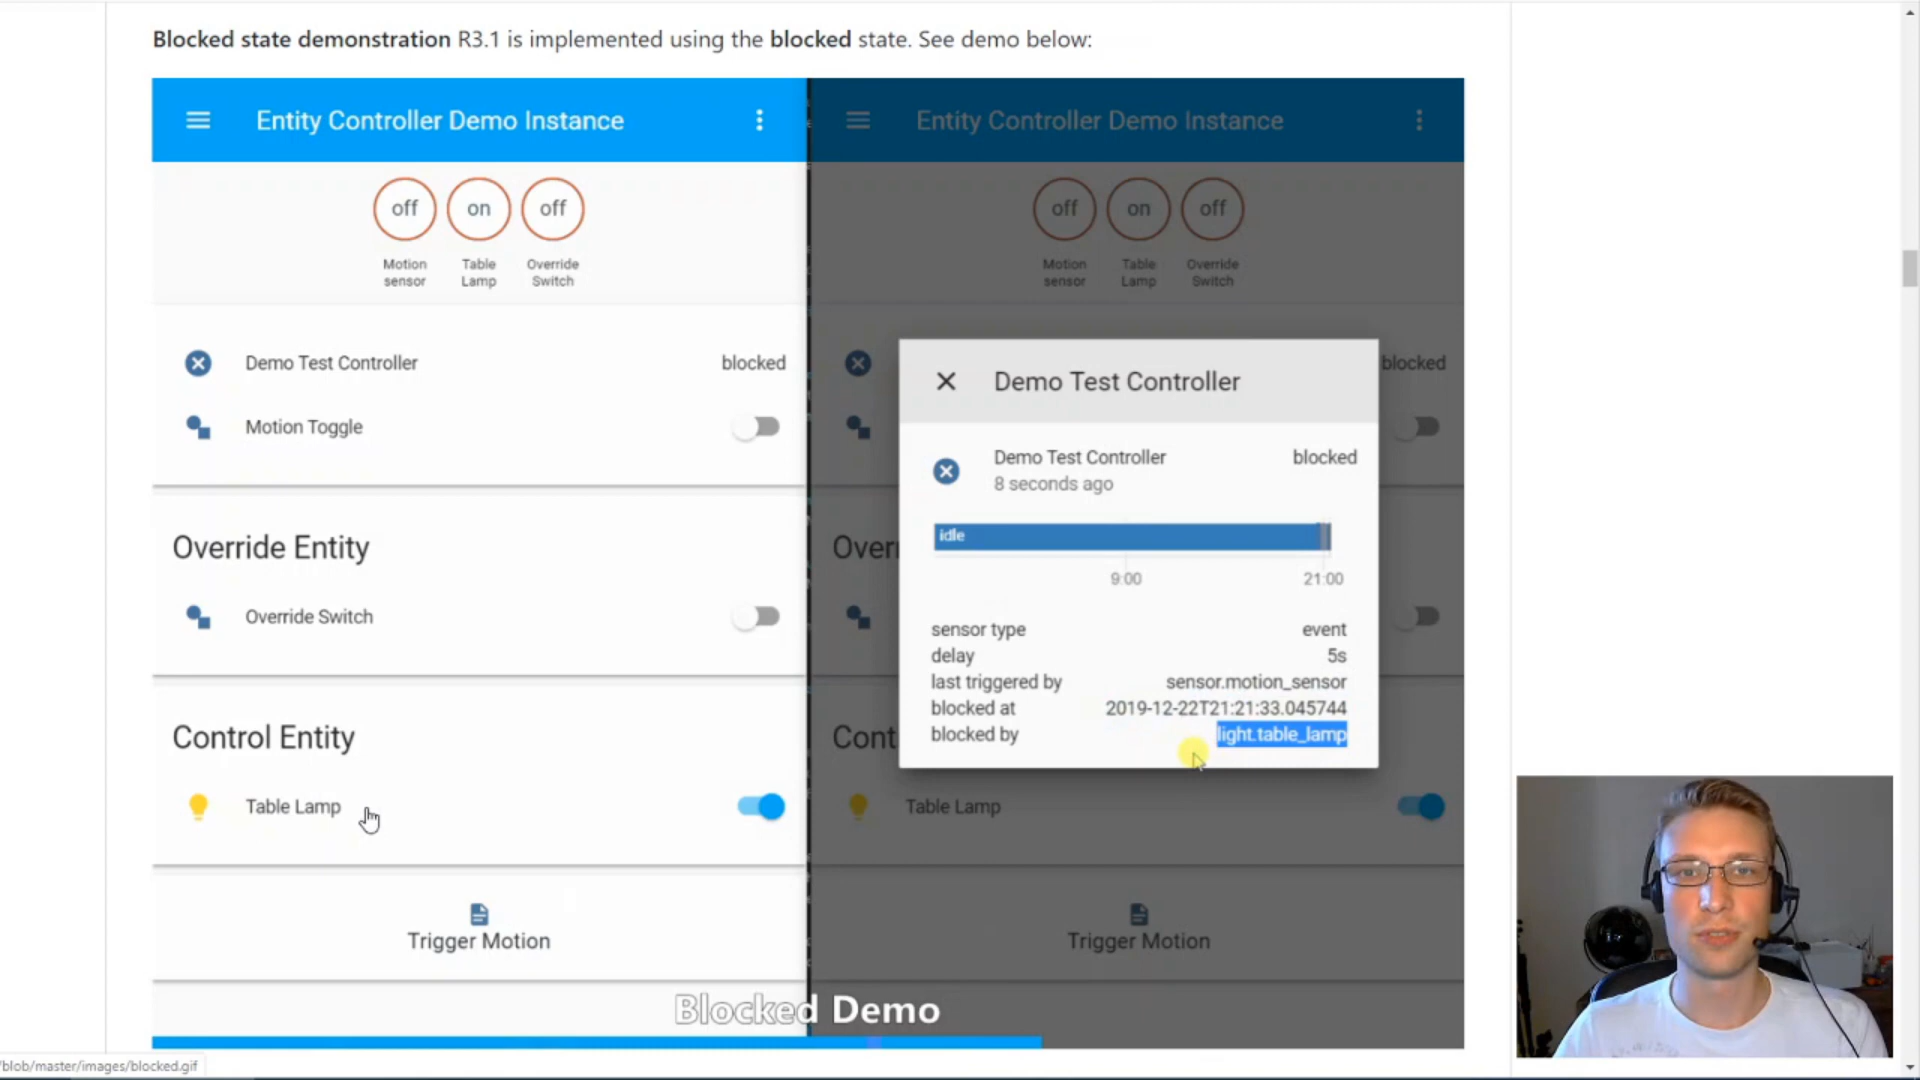 Blocked state demonstration R3.1 is implemented using the blocked state. See demo below:
Entity Controller Demo Instance
off on off
Motion sensor
Table Lamp
Override Switch
Demo Test Controller blocked
Motion Toggle
Override Entity
Override Switch
Control Entity
Table Lamp
Trigger Motion
Entity Controller Demo Instance
off on off
Motion sensor
Table Lamp
Override Switch
blocked
Demo Test Controller
Demo Test Controller blocked
8 seconds ago
idle
9:00 21:00
sensor type event
delay 5s
last triggered by sensor.motion_sensor
blocked at 2019-12-22T21:21:33.045744
blocked by light.table_lamp
Over
Cont
Table Lamp
Trigger Motion
Blocked Demo
/blob/master/images/blocked.gif